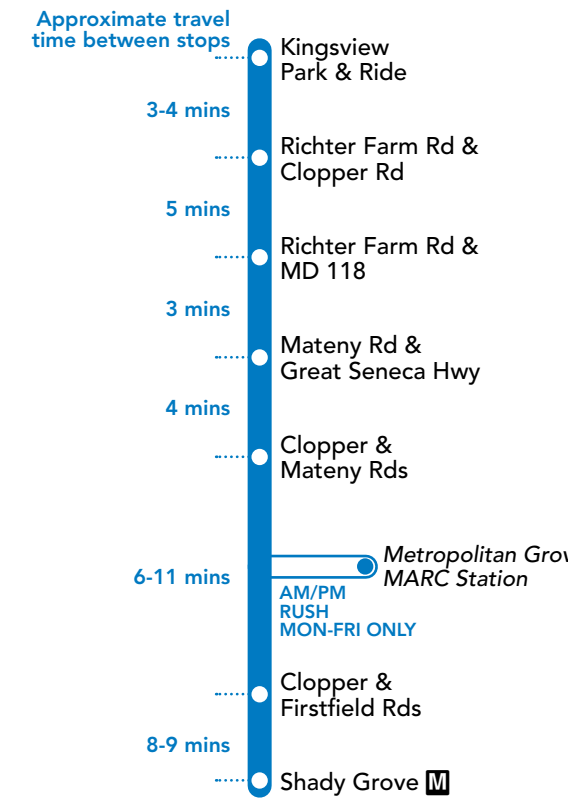 Approximate travel
time between stops
Kingsview
Park & Ride
3-4 mins
Richter Farm Rd &
Clopper Rd
5 mins
Richter Farm Rd &
MD 118
3 mins
Mateny Rd &
Great Seneca Hwy
4 mins
Clopper &
Mateny Rds
Metropolitan
MARC Station
6-11 mins
AM/PM
RUSH
MON-FRI ONLY
Clopper &
Firstfield Rds
8-9 mins
Shady Grove M